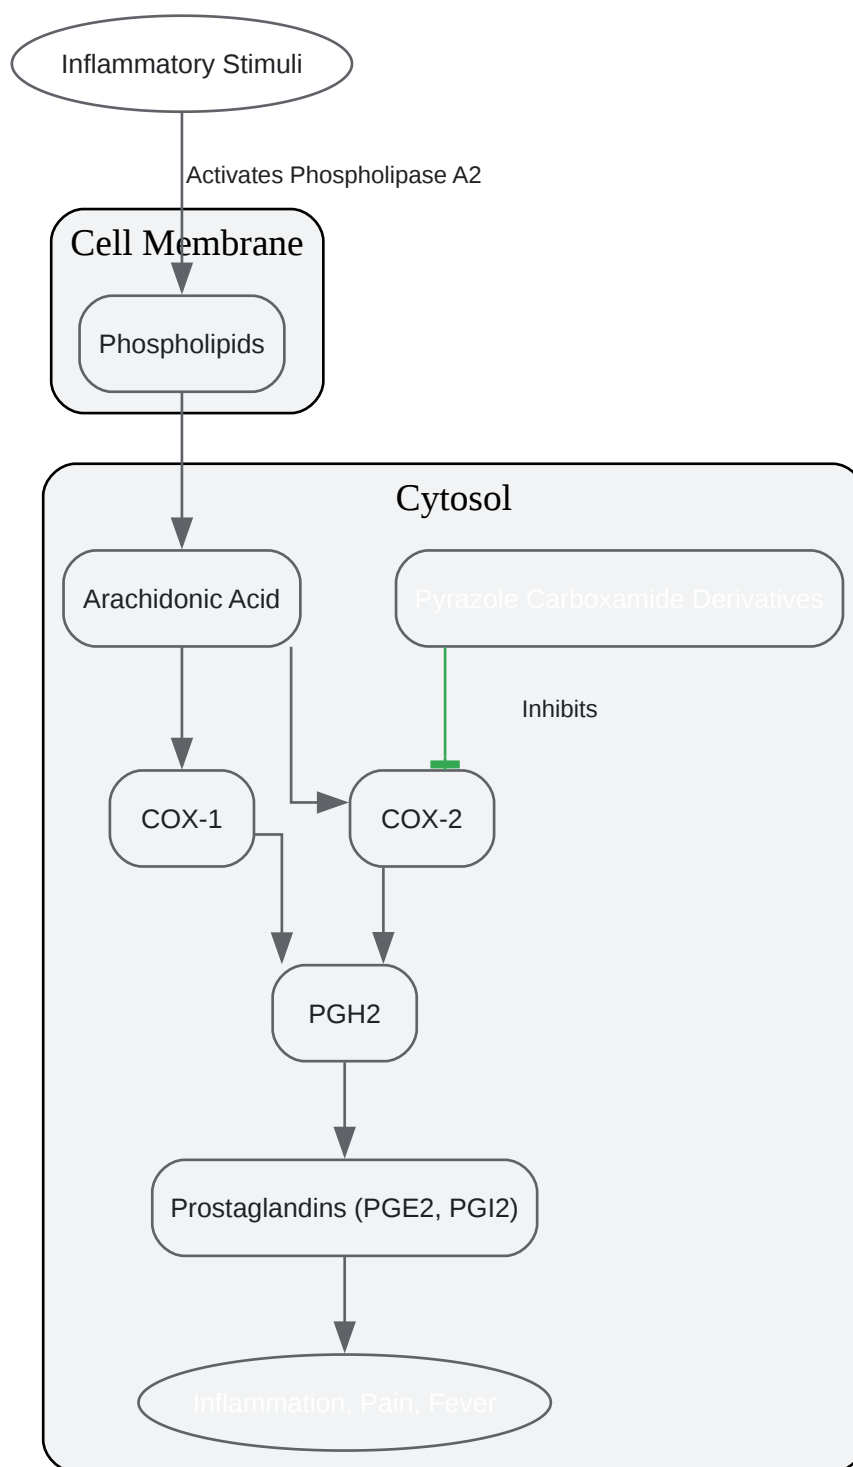 Inflammatory Stimuli
Activates Phospholipase A2
Cell Membrane
Phospholipids
Cytosol
Arachidonic Acid
Pyrazole Carboxamide Derivatives
Inhibits
COX-1
COX-2
PGH2
Prostaglandins (PGE2, PGI2)
Inflammation, Pain, Fever